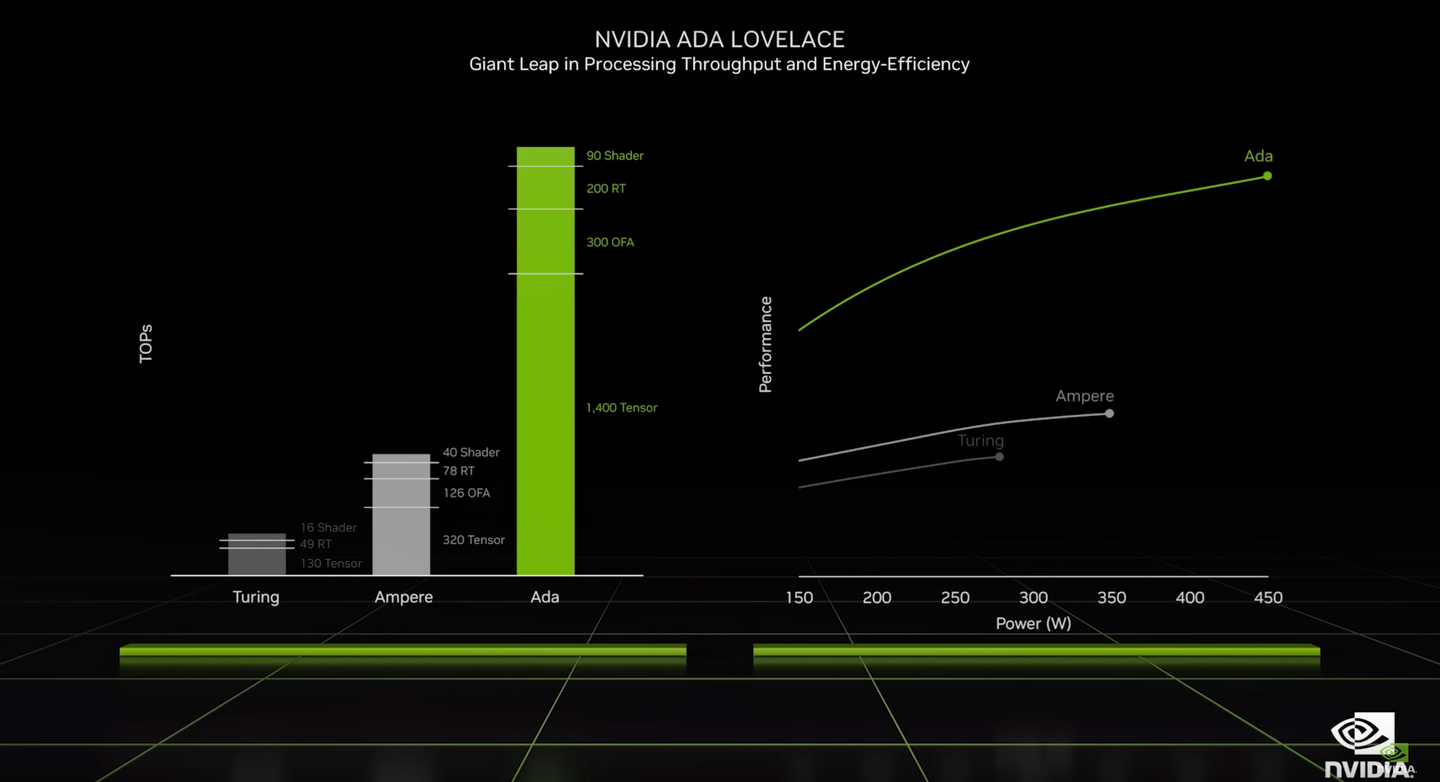 NVIDIA ADA LOVELACE
Giant Leap in Processing Throughput and Energy-Efficiency
TOPs
90 Shader
200 RT
300 OFA
1,400 Tensor
40 Shader
78 RT
126 OFA
320 Tensor
16 Shader
49 RT
130 Tensor
Turing
Ampere
Ada
Performance
Ada
Ampere
Turing
150 200 250 300 350 400 450
Power (W)
NVIDIA.